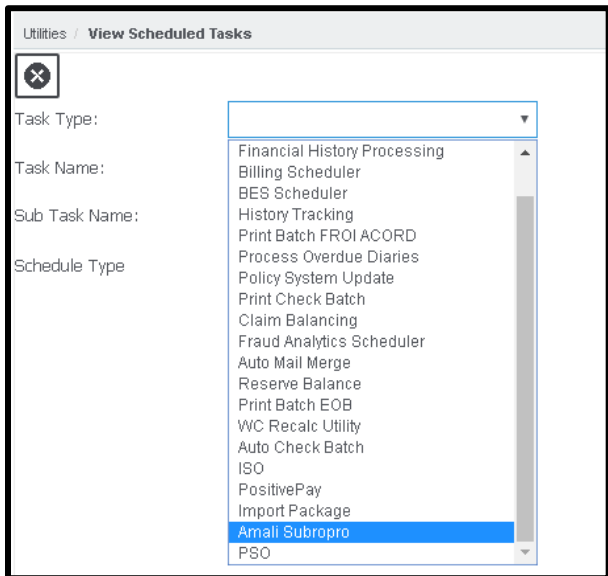 Utilities / View Scheduled Tasks
Task Type:
Task Name:
Sub Task Name:
Schedule Type
Financial History Processing
Billing Scheduler
BES Scheduler
History Tracking
Print Batch FROI ACORD
Process Overdue Diaries
Policy System Update
Print Check Batch
Claim Balancing
Fraud Analytics Scheduler
Auto Mail Merge
Reserve Balance
Print Batch EOB
WC Recalc Utility
Auto Check Batch
ISO
PositivePay
Import Package
Amali Subropro
PSO